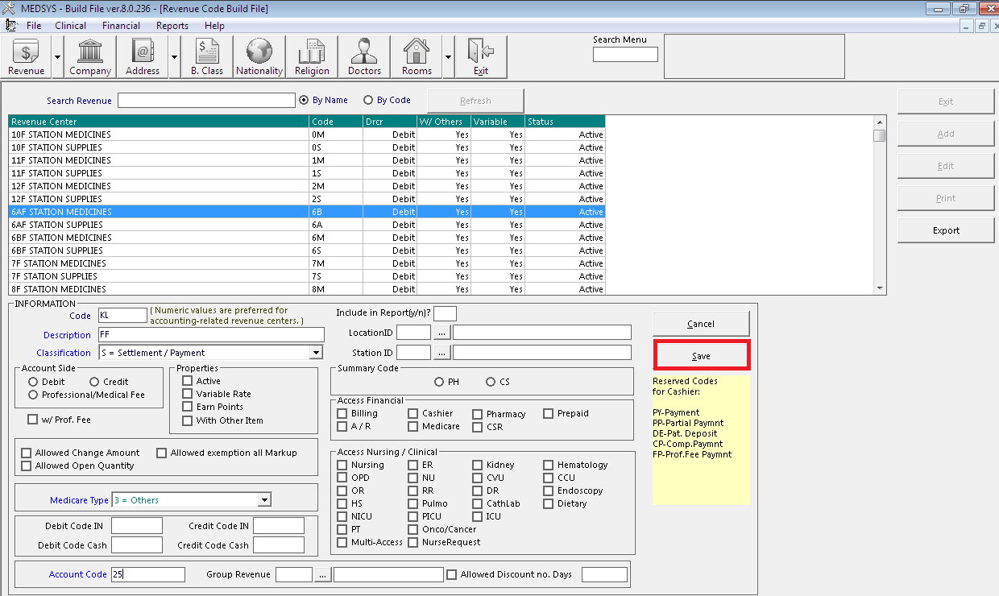 MEDSYS - Build File ver.8.0.236 - [Revenue Code Build File]
File Clinical Financial Reports Help
Revenue Company Address B. Class Nationality Religion Doctors Rooms Exit
Search Menu
Search Revenue By Name By Code Refresh
Revenue Center Code Drcr W/ Others Variable Status
10F STATION MEDICINES 0M Debit Yes Yes Active
10F STATION SUPPLIES 0S Debit Yes Yes Active
11F STATION MEDICINES 1M Debit Yes Yes Active
11F STATION SUPPLIES 1S Debit Yes Yes Active
12F STATION MEDICINES 2M Debit Yes Yes Active
12F STATION SUPPLIES 2S Debit Yes Yes Active
6AF STATION MEDICINES 6B Debit Yes Yes Active
6AF STATION SUPPLIES 6A Debit Yes Yes Active
6BF STATION MEDICINES 6M Debit Yes Yes Active
6BF STATION SUPPLIES 6S Debit Yes Yes Active
7F STATION MEDICINES 7M Debit Yes Yes Active
7F STATION SUPPLIES 7S Debit Yes Yes Active
8F STATION MEDICINES 8M Debit Yes Yes Active
Exit
Add
Edit
Print
Export
INFORMATION
Code KL ( Numeric values are preferred for
accounting-related revenue centers. )
Description FF
Classification S = Settlement / Payment
Account Side
Debit Credit
Professional/Medical Fee
w/ Prof. Fee
Properties
Active
Variable Rate
Earn Points
With Other Item
Allowed Change Amount Allowed exemption all Markup
Allowed Open Quantity
Medicare Type 3 = Others
Debit Code IN Credit Code IN
Debit Code Cash Credit Code Cash
Account Code 25 Group Revenue ... Allowed Discount no. Days
Include in Report(y/n)?
LocationID ...
Station ID ...
Summary Code
PH CS
Access Financial
Billing Cashier Pharmacy Prepaid
A / R Medicare CSR
Access Nursing / Clinical
Nursing ER Kidney Hematology
OPD NU CVU CCU
OR RR DR Endoscopy
HS Pulmo CathLab Dietary
NICU PICU ICU
PT Onco/Cancer
Multi-Access NurseRequest
Cancel
Save
Reserved Codes
for Cashier:
PY-Payment
PP-Partial Paymnt
DE-Pat. Deposit
CP-Comp.Paymnt
FP-Prof.Fee Paymnt